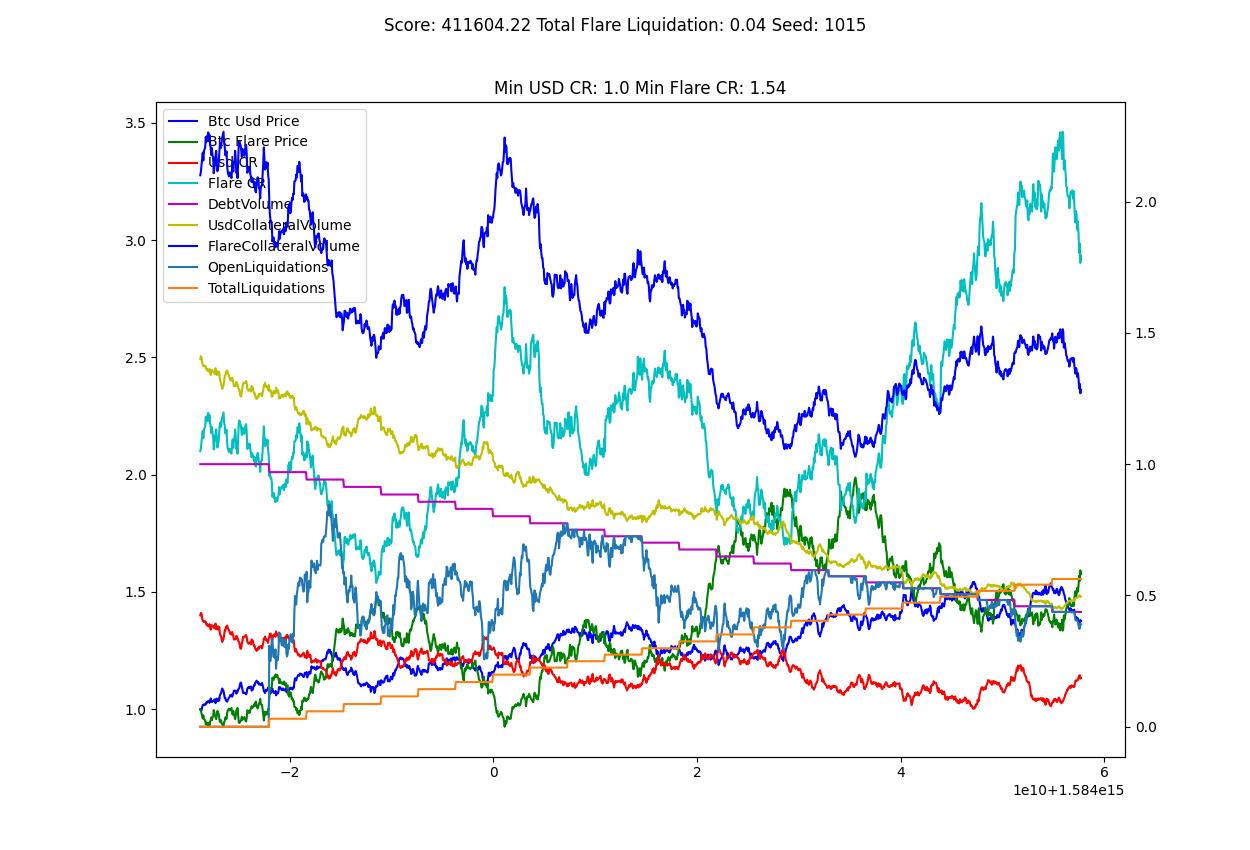 Score: 411604.22 Total Flare Liquidation: 0.04 Seed: 1015
Min USD CR: 1.0 Min Flare CR: 1.54
Btc Usd Price
Btc Flare Price
Usd CR
Flare CR
DebtVolume
UsdCollateralVolume
FlareCollateralVolume
OpenLiquidations
TotalLiquidations
3.5
3.0
2.5
2.0
1.5
1.0
2.0
1.5
1.0
0.5
0.0
−2
0
2
4
6
1e10+1.584e15